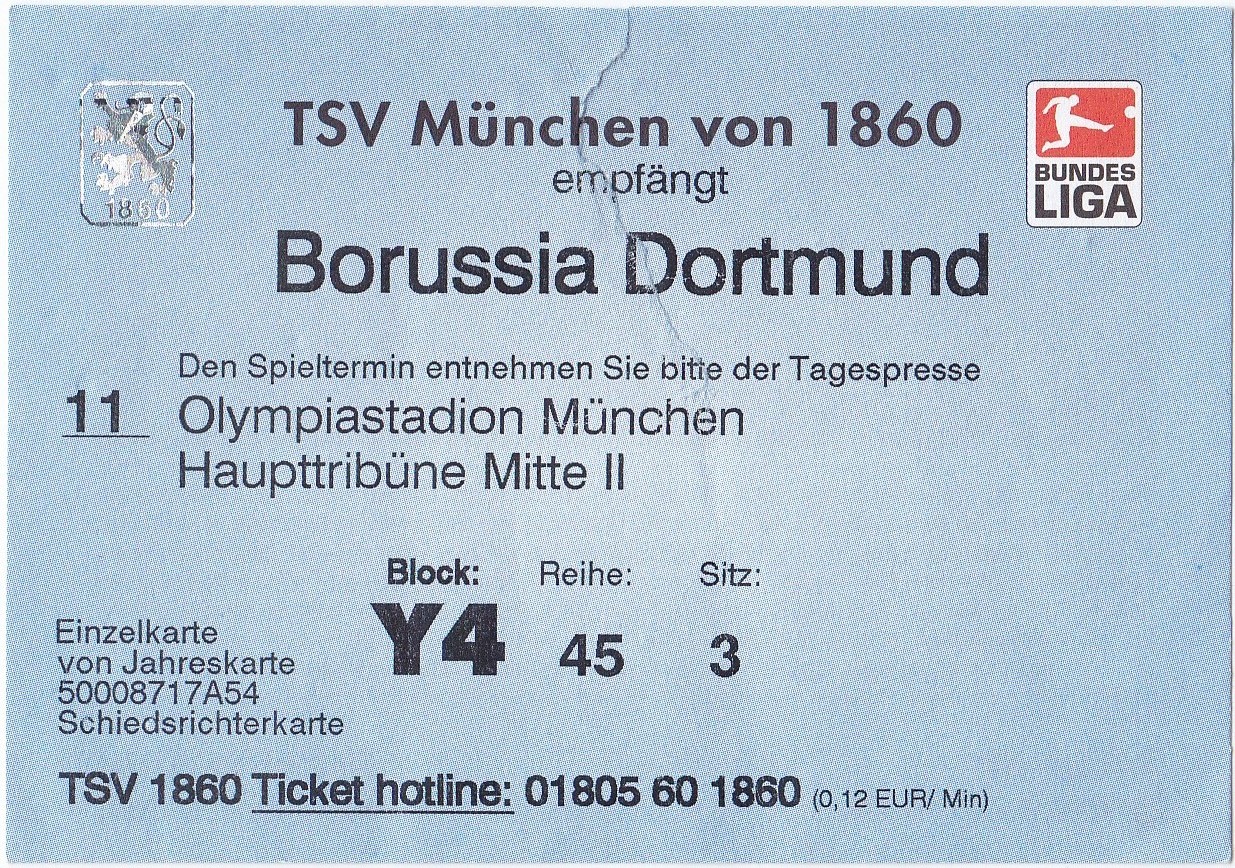 TSV München von 1860
empfängt
Borussia Dortmund
1860
BUNDES
LIGA
Den Spieltermin entnehmen Sie bitte der Tagespresse
11 Olympiastadion München
Haupttribüne Mitte II
Block: Reihe: Sitz:
Y4 45 3
Einzelkarte
von Jahreskarte
50008717A54
Schiedsrichterkarte
TSV 1860 Ticket hotline: 01805 60 1860 (0,12 EUR/ Min)